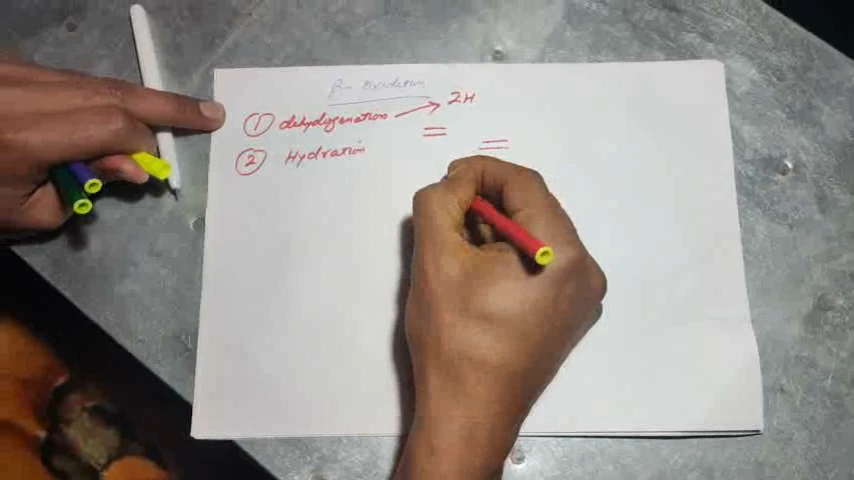 β- Oxidation
① dehydrogenation → 2H
=
② Hydration =